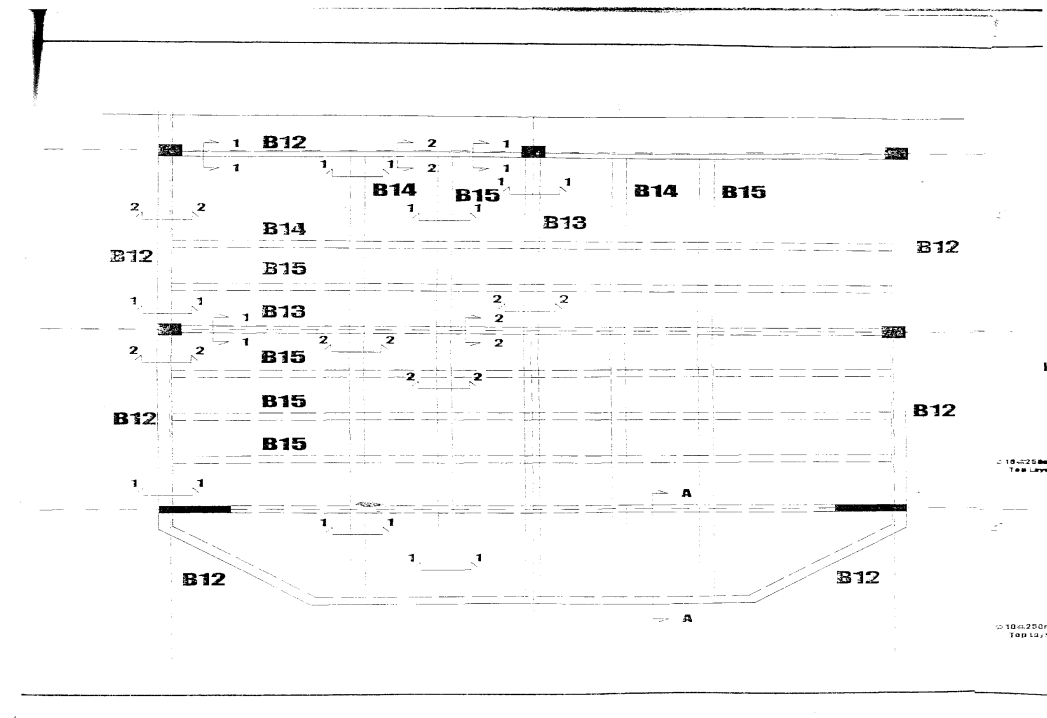 1 B12 2 1
1 1 1 2 1
B14 B15 1 1 B14 B15
2 2 1 1
B14 B13
B12 B12
B15
1 1 2 2
B13
1 2
1 2
2 2 2 2
B15
2 2
B15 B12
B12
B15
1 1 A
1 1
1 1
B12 B12
A